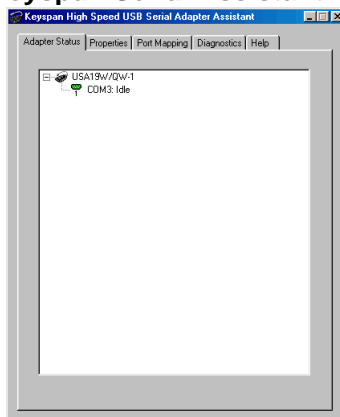 Keyspan High Speed USB Serial Adapter Assistant
Adapter Status Properties Port Mapping Diagnostics Help
USA19W/QW-1
1 COM3: Idle